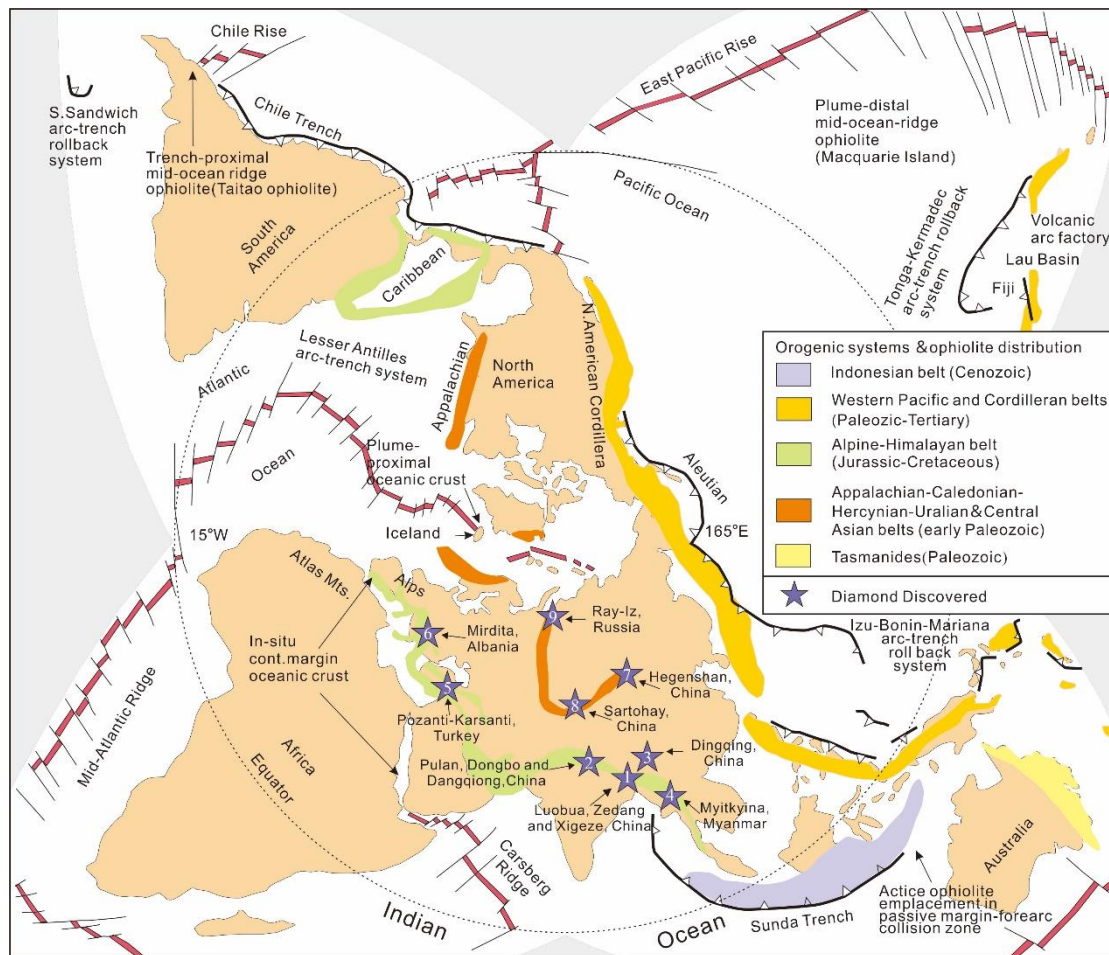 Chile Rise
S.Sandwich
arc-trench
rollback
system
Trench-proximal
mid-ocean ridge
ophiolite(Taitao ophiolite)
Chile Trench
East Pacific Rise
Plume-distal
mid-ocean-ridge
ophiolite
(Macquarie Island)
Pacific Ocean
South
America
Caribbean
Tonga-Kermadec
arc-trench rollback
system
Volcanic
arc factory
Lau Basin
Fiji
Lesser Antilles
arc-trench system
Atlantic
Ocean
Appalachian
North
America
N.American Cordillera
Aleutian
165°E
Plume-
proximal
oceanic crust
Iceland
15°W
Orogenic systems &ophiolite distribution
Indonesian belt (Cenozoic)
Western Pacific and Cordilleran belts
(Paleozic-Tertiary)
Alpine-Himalayan belt
(Jurassic-Cretaceous)
Appalachian-Caledonian-
Hercynian-Uralian&Central
Asian belts (early Paleozoic)
Tasmanides(Paleozoic)
Diamond Discovered
Atlas Mts.
Alps
In-situ
cont.margin
oceanic crust
Mid-Atlantic Ridge
Africa
Equator
6
Mirdita,
Albania
5
Pozanti-Karsanti,
Turkey
9
Ray-Iz,
Russia
7
Hegenshan,
China
8
Sartohay,
China
2
Pulan, Dongbo and
Dangqiong,China
3
Dingqing,
China
1
Luobua, Zedang
and Xigeze, China
4
Myitkyina,
Myanmar
Izu-Bonin-Mariana
arc-trench
roll back
system
Carsberg
Ridge
Indian
Ocean
Sunda Trench
Australia
Actice ophiolite
emplacement in
passive margin-forearc
collision zone